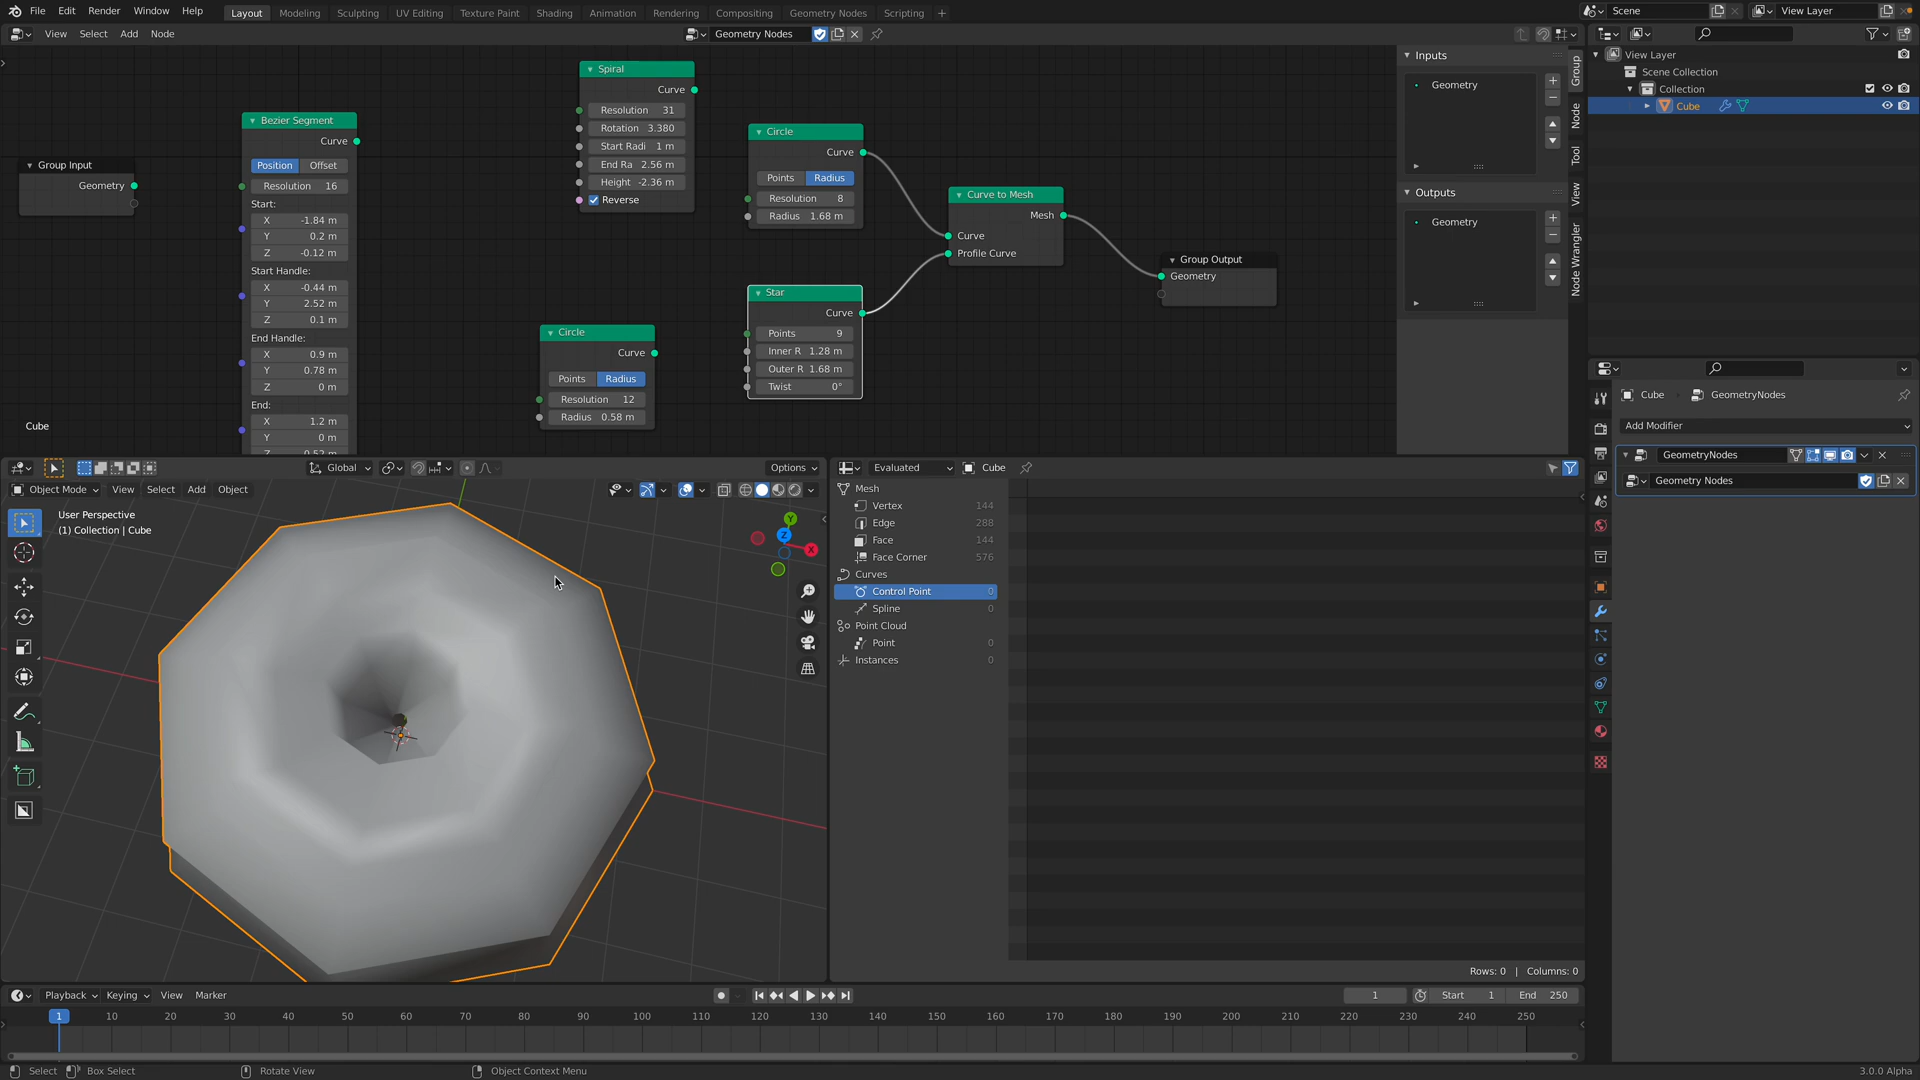 File Edit Render Window Help Layout Modeling Sculpting UV Editing Texture Paint Shading Animation Rendering Compositing Geometry Nodes Scripting + Scene View Layer
View Select Add Node Geometry Nodes
Group Input
Geometry
Bezier Segment
Curve
Position Offset
Resolution 16
Start:
X -1.84 m
Y 0.2 m
Z -0.12 m
Start Handle:
X -0.44 m
Y 2.52 m
Z 0.1 m
End Handle:
X 0.9 m
Y 0.78 m
Z 0 m
End:
X 1.2 m
Y 0 m
Spiral
Curve
Resolution 31
Rotation 3.380
Start Radi 1 m
End Ra 2.56 m
Height -2.36 m
Reverse
Circle
Curve
Points Radius
Resolution 12
Radius 0.58 m
Circle
Curve
Points Radius
Resolution 8
Radius 1.68 m
Star
Curve
Points 9
Inner R 1.28 m
Outer R 1.68 m
Twist 0°
Curve to Mesh
Mesh
Curve
Profile Curve
Group Output
Geometry
Cube
Inputs
Geometry
Outputs
Geometry
Group
Node
Tool
View
Node Wrangler
View Layer
Scene Collection
Collection
Cube
Cube GeometryNodes
Add Modifier
GeometryNodes
Geometry Nodes
Global Options
Object Mode View Select Add Object
User Perspective
(1) Collection | Cube
Y
Z
X
Evaluated Cube
Mesh
Vertex 144
Edge 288
Face 144
Face Corner 576
Curves
Control Point 0
Spline 0
Point Cloud
Point 0
Instances 0
Rows: 0 | Columns: 0
Playback Keying View Marker 1 Start 1 End 250
1 10 20 30 40 50 60 70 80 90 100 110 120 130 140 150 160 170 180 190 200 210 220 230 240 250
Select Box Select Rotate View Object Context Menu 3.0.0 Alpha